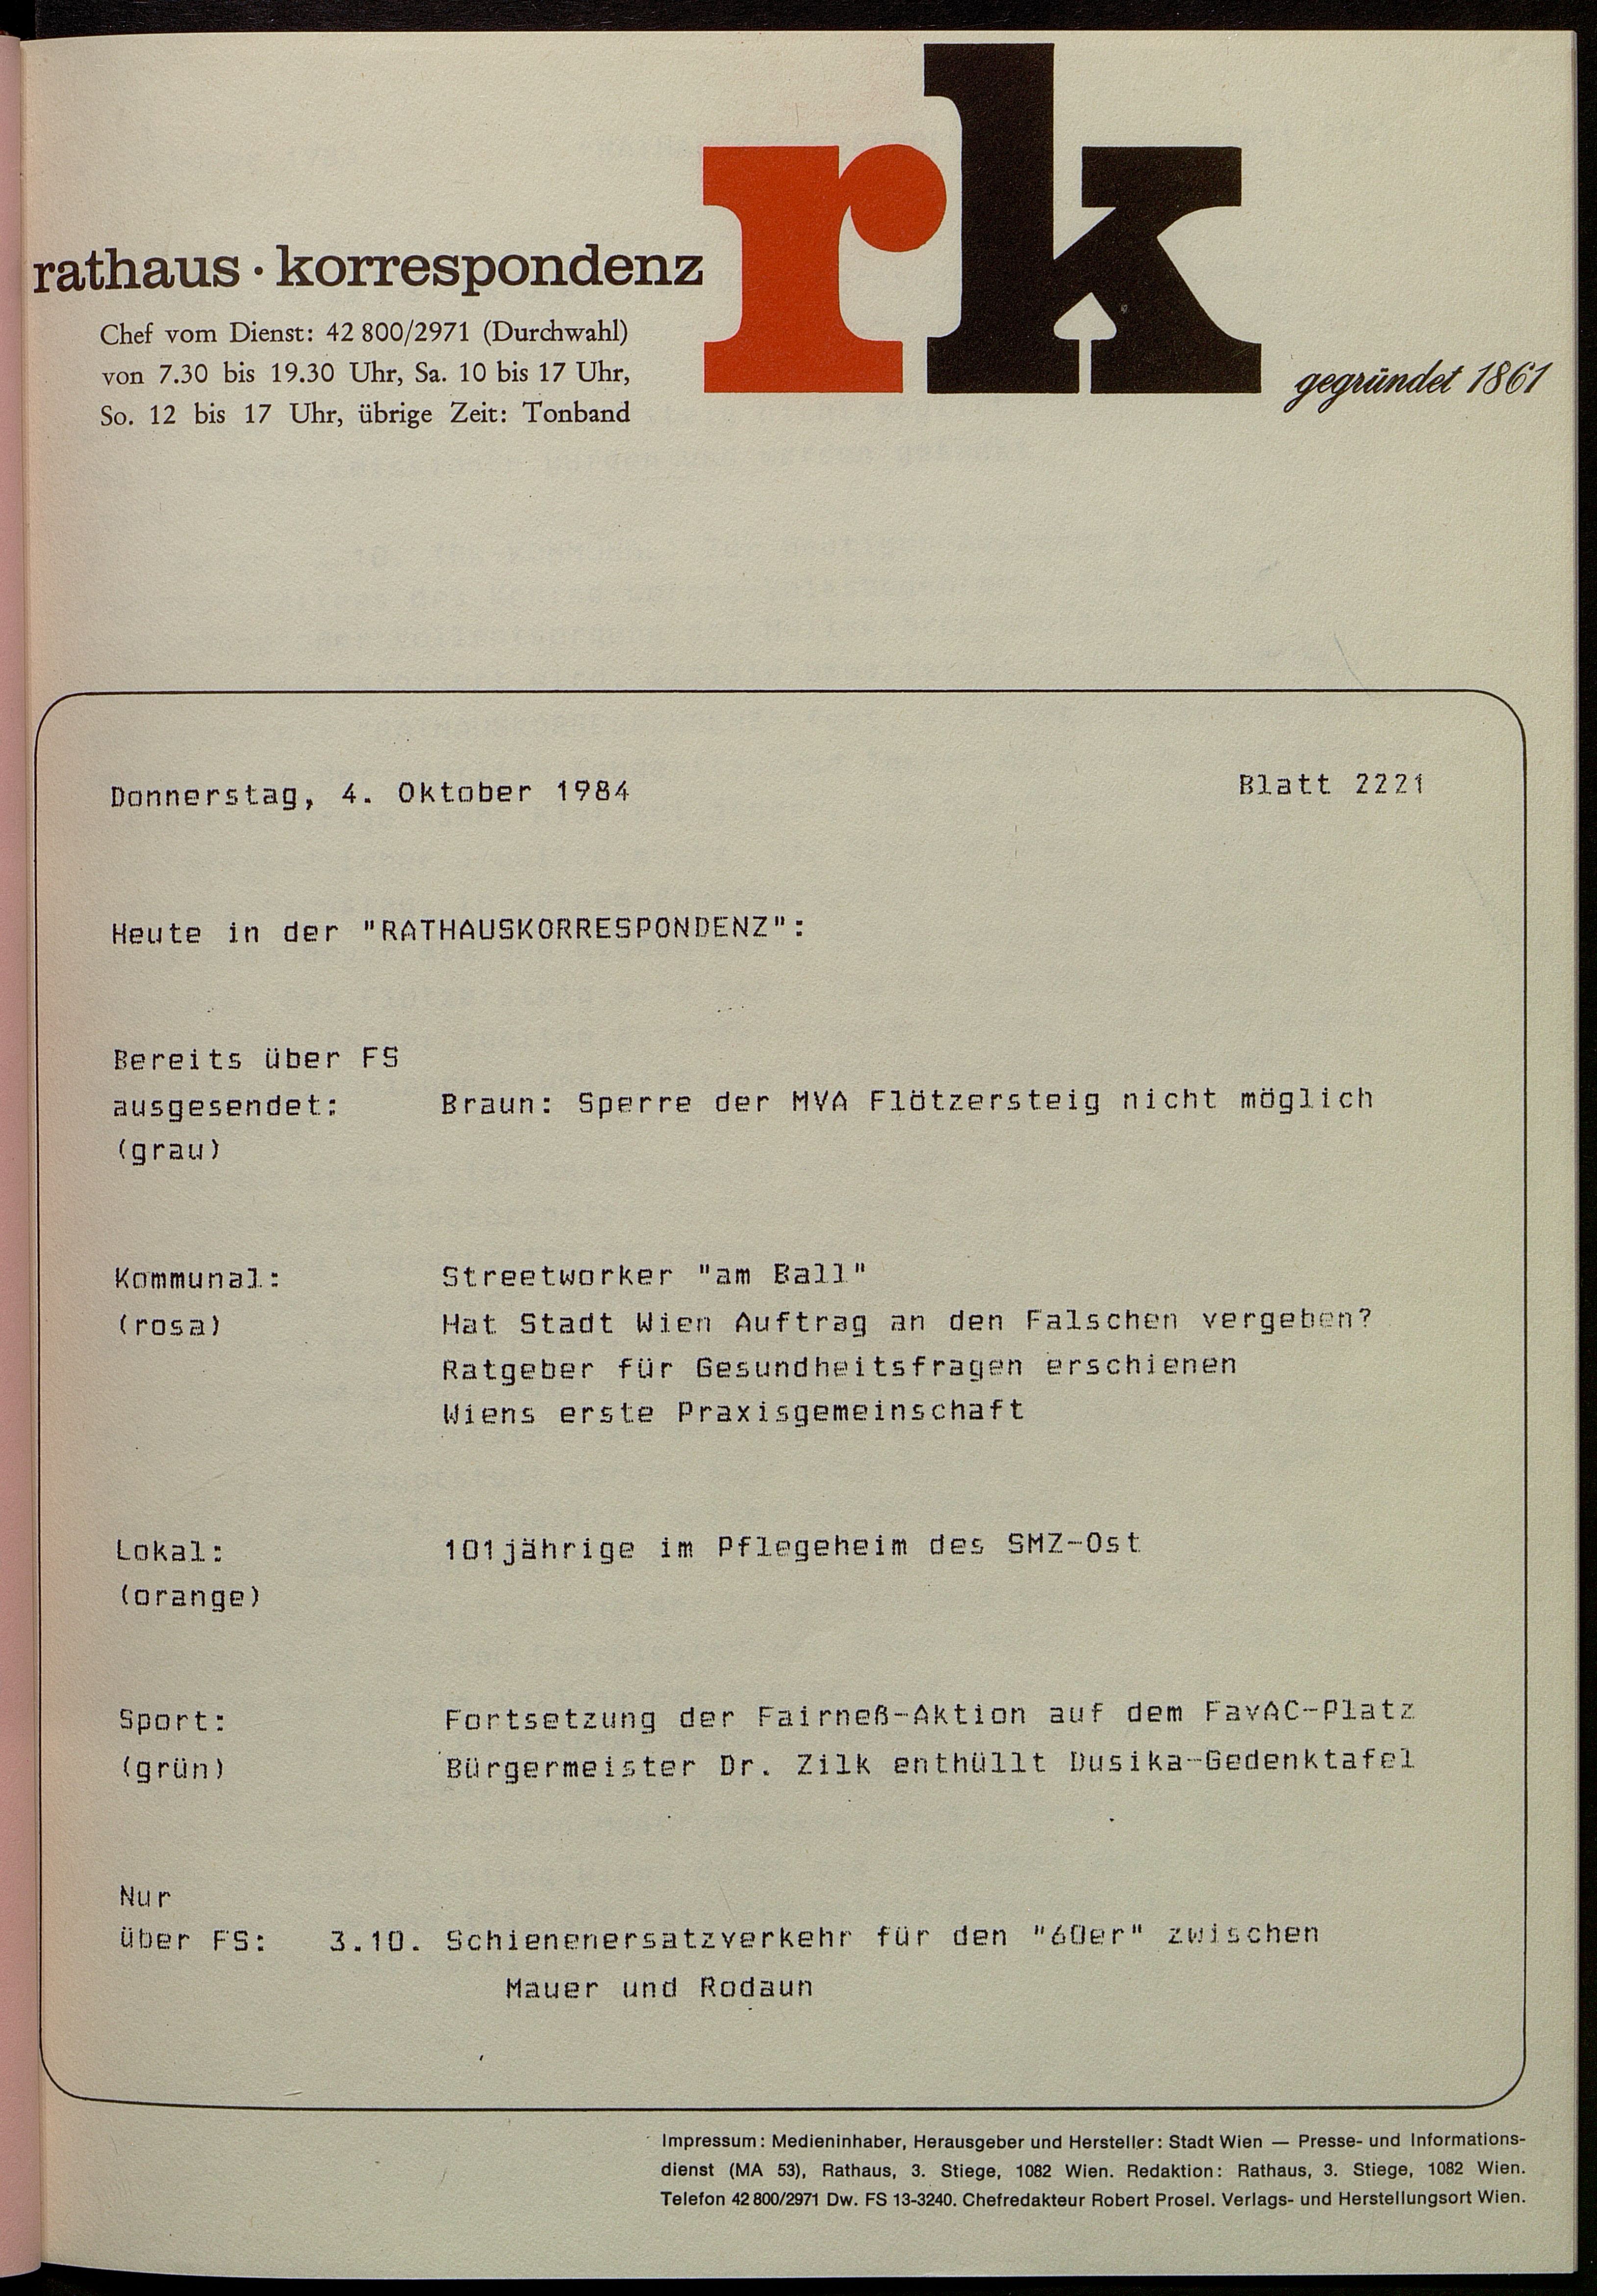 rk
rathaus · korrespondenz
Chef vom Dienst: 42 800/2971 (Durchwahl)
von 7.30 bis 19.30 Uhr, Sa. 10 bis 17 Uhr,
So. 12 bis 17 Uhr, übrige Zeit: Tonband
gegründet 1861
Donnerstag, 4. Oktober 1984 Blatt 2221
Heute in der "RATHAUSKORRESPONDENZ":
Bereits über FS
ausgesendet: Braun: Sperre der MVA Flötzersteig nicht möglich
(grau)
Kommunal: Streetworker "am Ball"
(rosa) Hat Stadt Wien Auftrag an den Falschen vergeben?
Ratgeber für Gesundheitsfragen erschienen
Wiens erste Praxisgemeinschaft
Lokal: 101jährige im Pflegeheim des SMZ-Ost
(orange)
Sport: Fortsetzung der Fairneß-Aktion auf dem FavAC-Platz
(grün) Bürgermeister Dr. Zilk enthüllt Dusika-Gedenktafel
Nur
über FS: 3.10. Schienenersatzverkehr für den "60er" zwischen
Mauer und Rodaun
Impressum: Medieninhaber, Herausgeber und Hersteller: Stadt Wien — Presse- und Informations-
dienst (MA 53), Rathaus, 3. Stiege, 1082 Wien. Redaktion: Rathaus, 3. Stiege, 1082 Wien.
Telefon 42 800/2971 Dw. FS 13-3240. Chefredakteur Robert Prosel. Verlags- und Herstellungsort Wien.